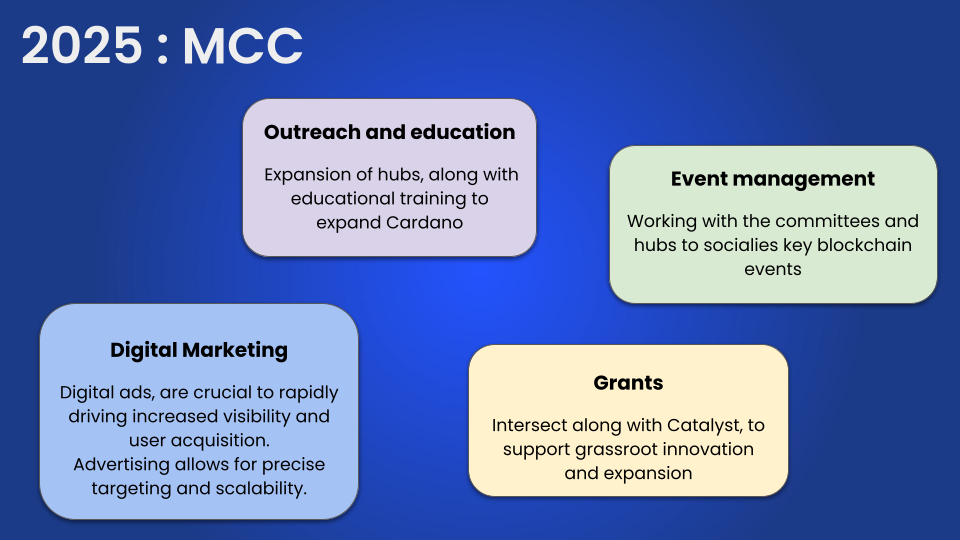 2025 : MCC
Outreach and education
Expansion of hubs, along with
educational training to
expand Cardano
Event management
Working with the committees and
hubs to socialies key blockchain
events
Digital Marketing
Digital ads, are crucial to rapidly
driving increased visibility and
user acquisition.
Advertising allows for precise
targeting and scalability.
Grants
Intersect along with Catalyst, to
support grassroot innovation
and expansion